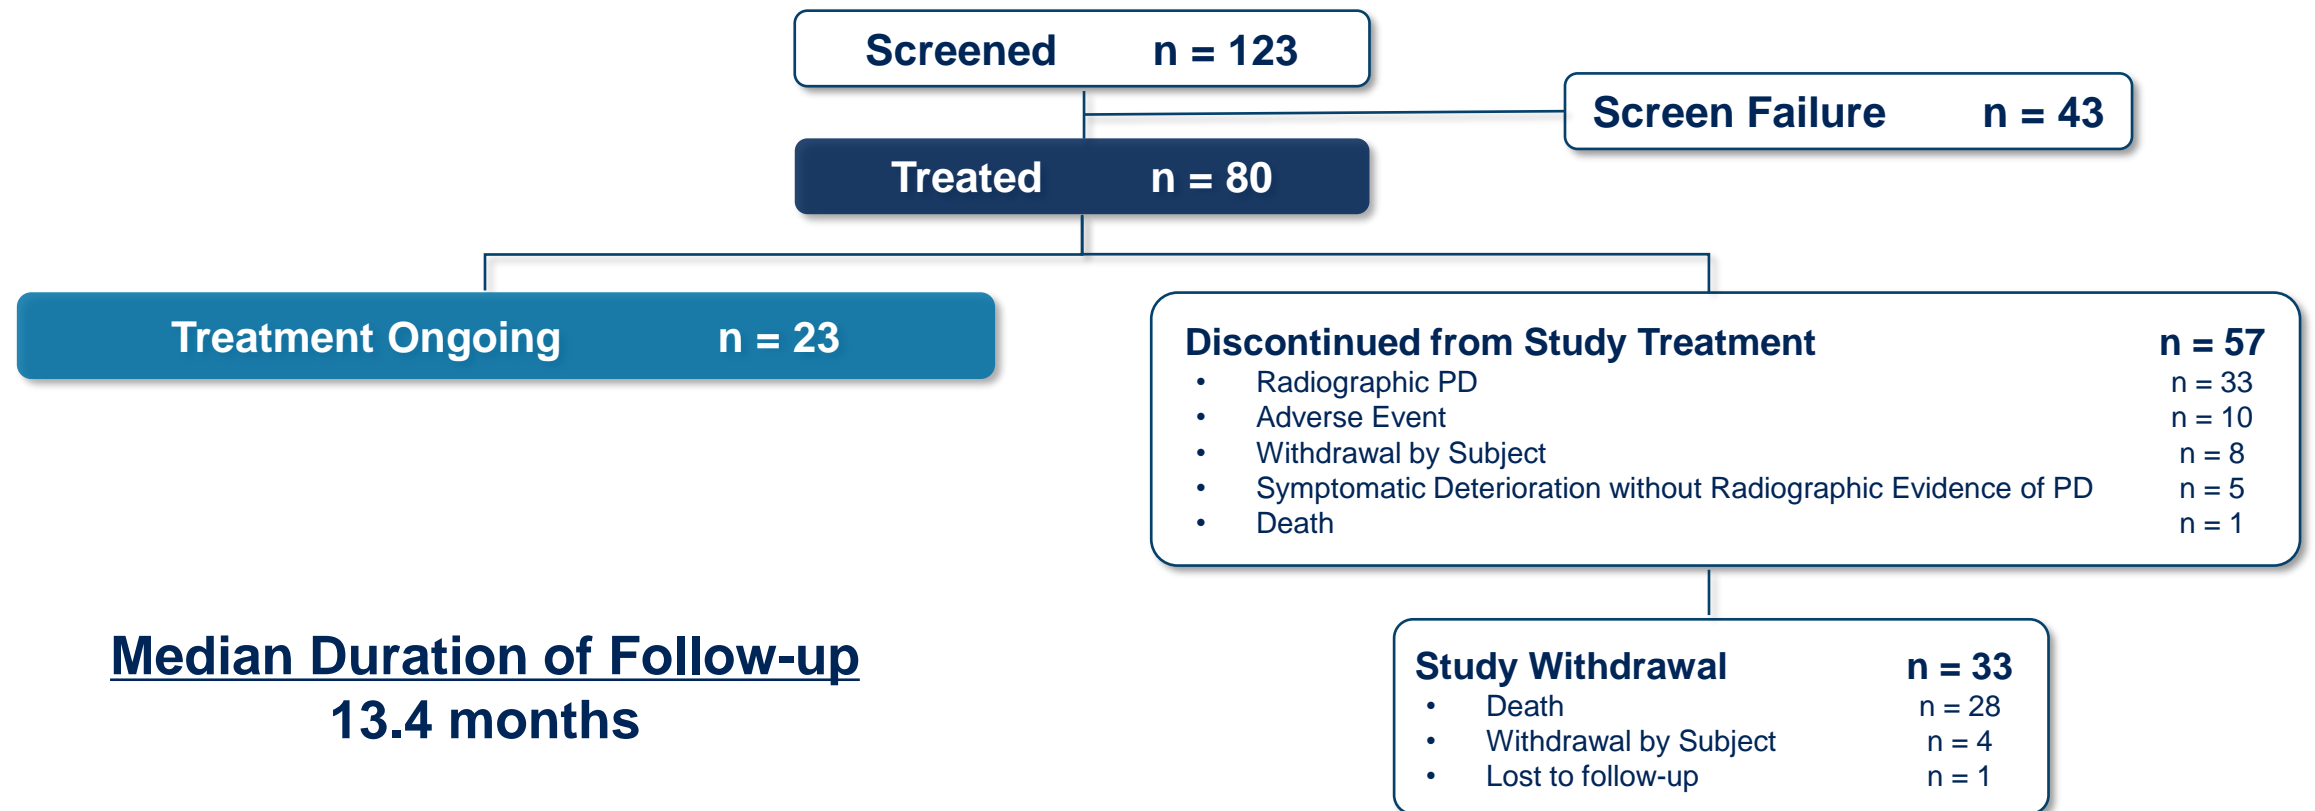 Screened n = 123
Screen Failure n = 43
Treated n = 80
Treatment Ongoing n = 23
Discontinued from Study Treatment n = 57
• Radiographic PD n = 33
• Adverse Event n = 10
• Withdrawal by Subject n = 8
• Symptomatic Deterioration without Radiographic Evidence of PD n = 5
• Death n = 1
Median Duration of Follow-up
13.4 months
Study Withdrawal n = 33
• Death n = 28
• Withdrawal by Subject n = 4
• Lost to follow-up n = 1